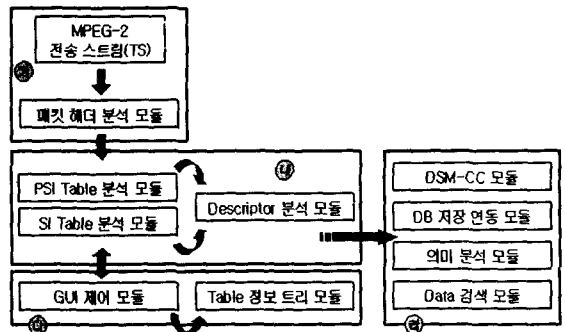 MPEG-2
전송 스트림(TS)
㉮
패킷 헤더 분석 모듈
㉯
PSI Table 분석 모듈
SI Table 분석 모듈
Descriptor 분석 모듈
GUI 제어 모듈
Table 정보 트리 모듈
DSM-CC 모듈
DB 저장 연동 모듈
의미 분석 모듈
Data 검색 모듈
㉱